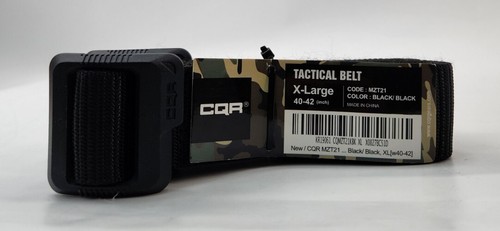 CQR
CQR®
TACTICAL BELT
X-Large
40-42 (inch)
CODE : MZT21
COLOR : BLACK/ BLACK
MADE IN CHINA
New / CQR MZT21 ... Black/ Black, XL[w40-42]